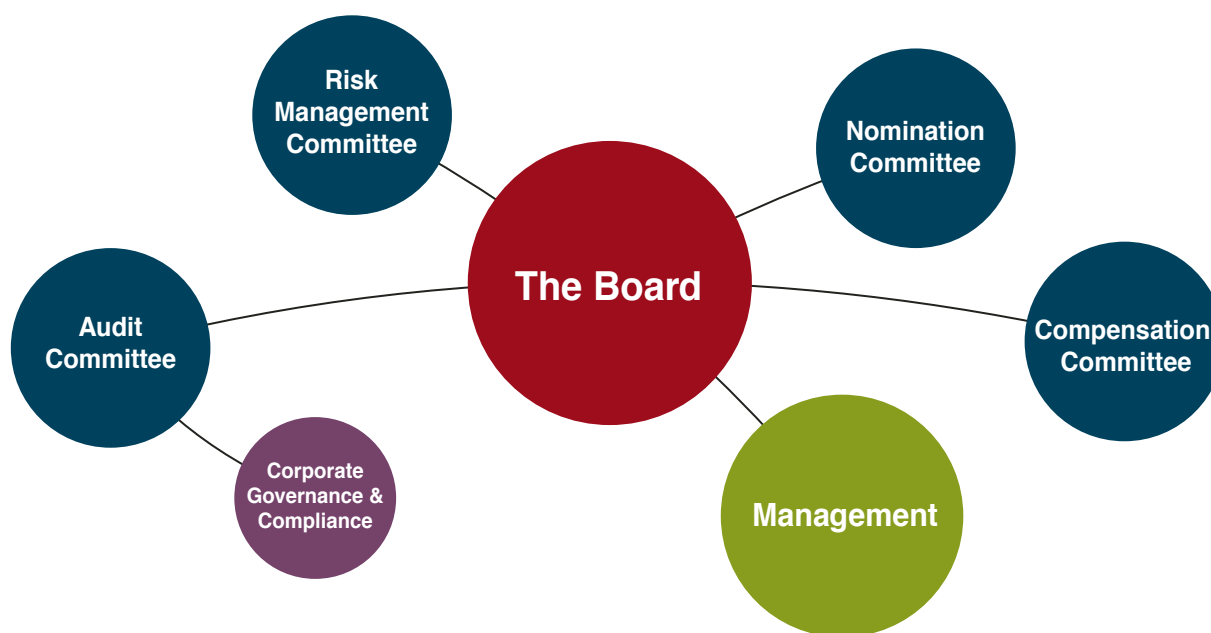 Risk
Management
Committee
Nomination
Committee
The Board
Audit
Committee
Compensation
Committee
Corporate
Governance &
Compliance
Management